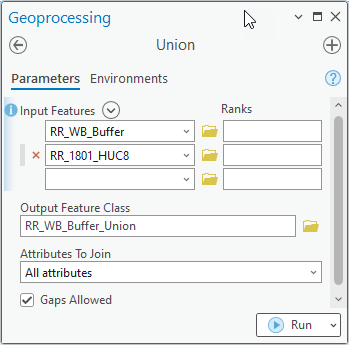 Geoprocessing
Union
Parameters Environments
Input Features Ranks
RR_WB_Buffer
RR_1801_HUC8
Output Feature Class
RR_WB_Buffer_Union
Attributes To Join
All attributes
Gaps Allowed
Run